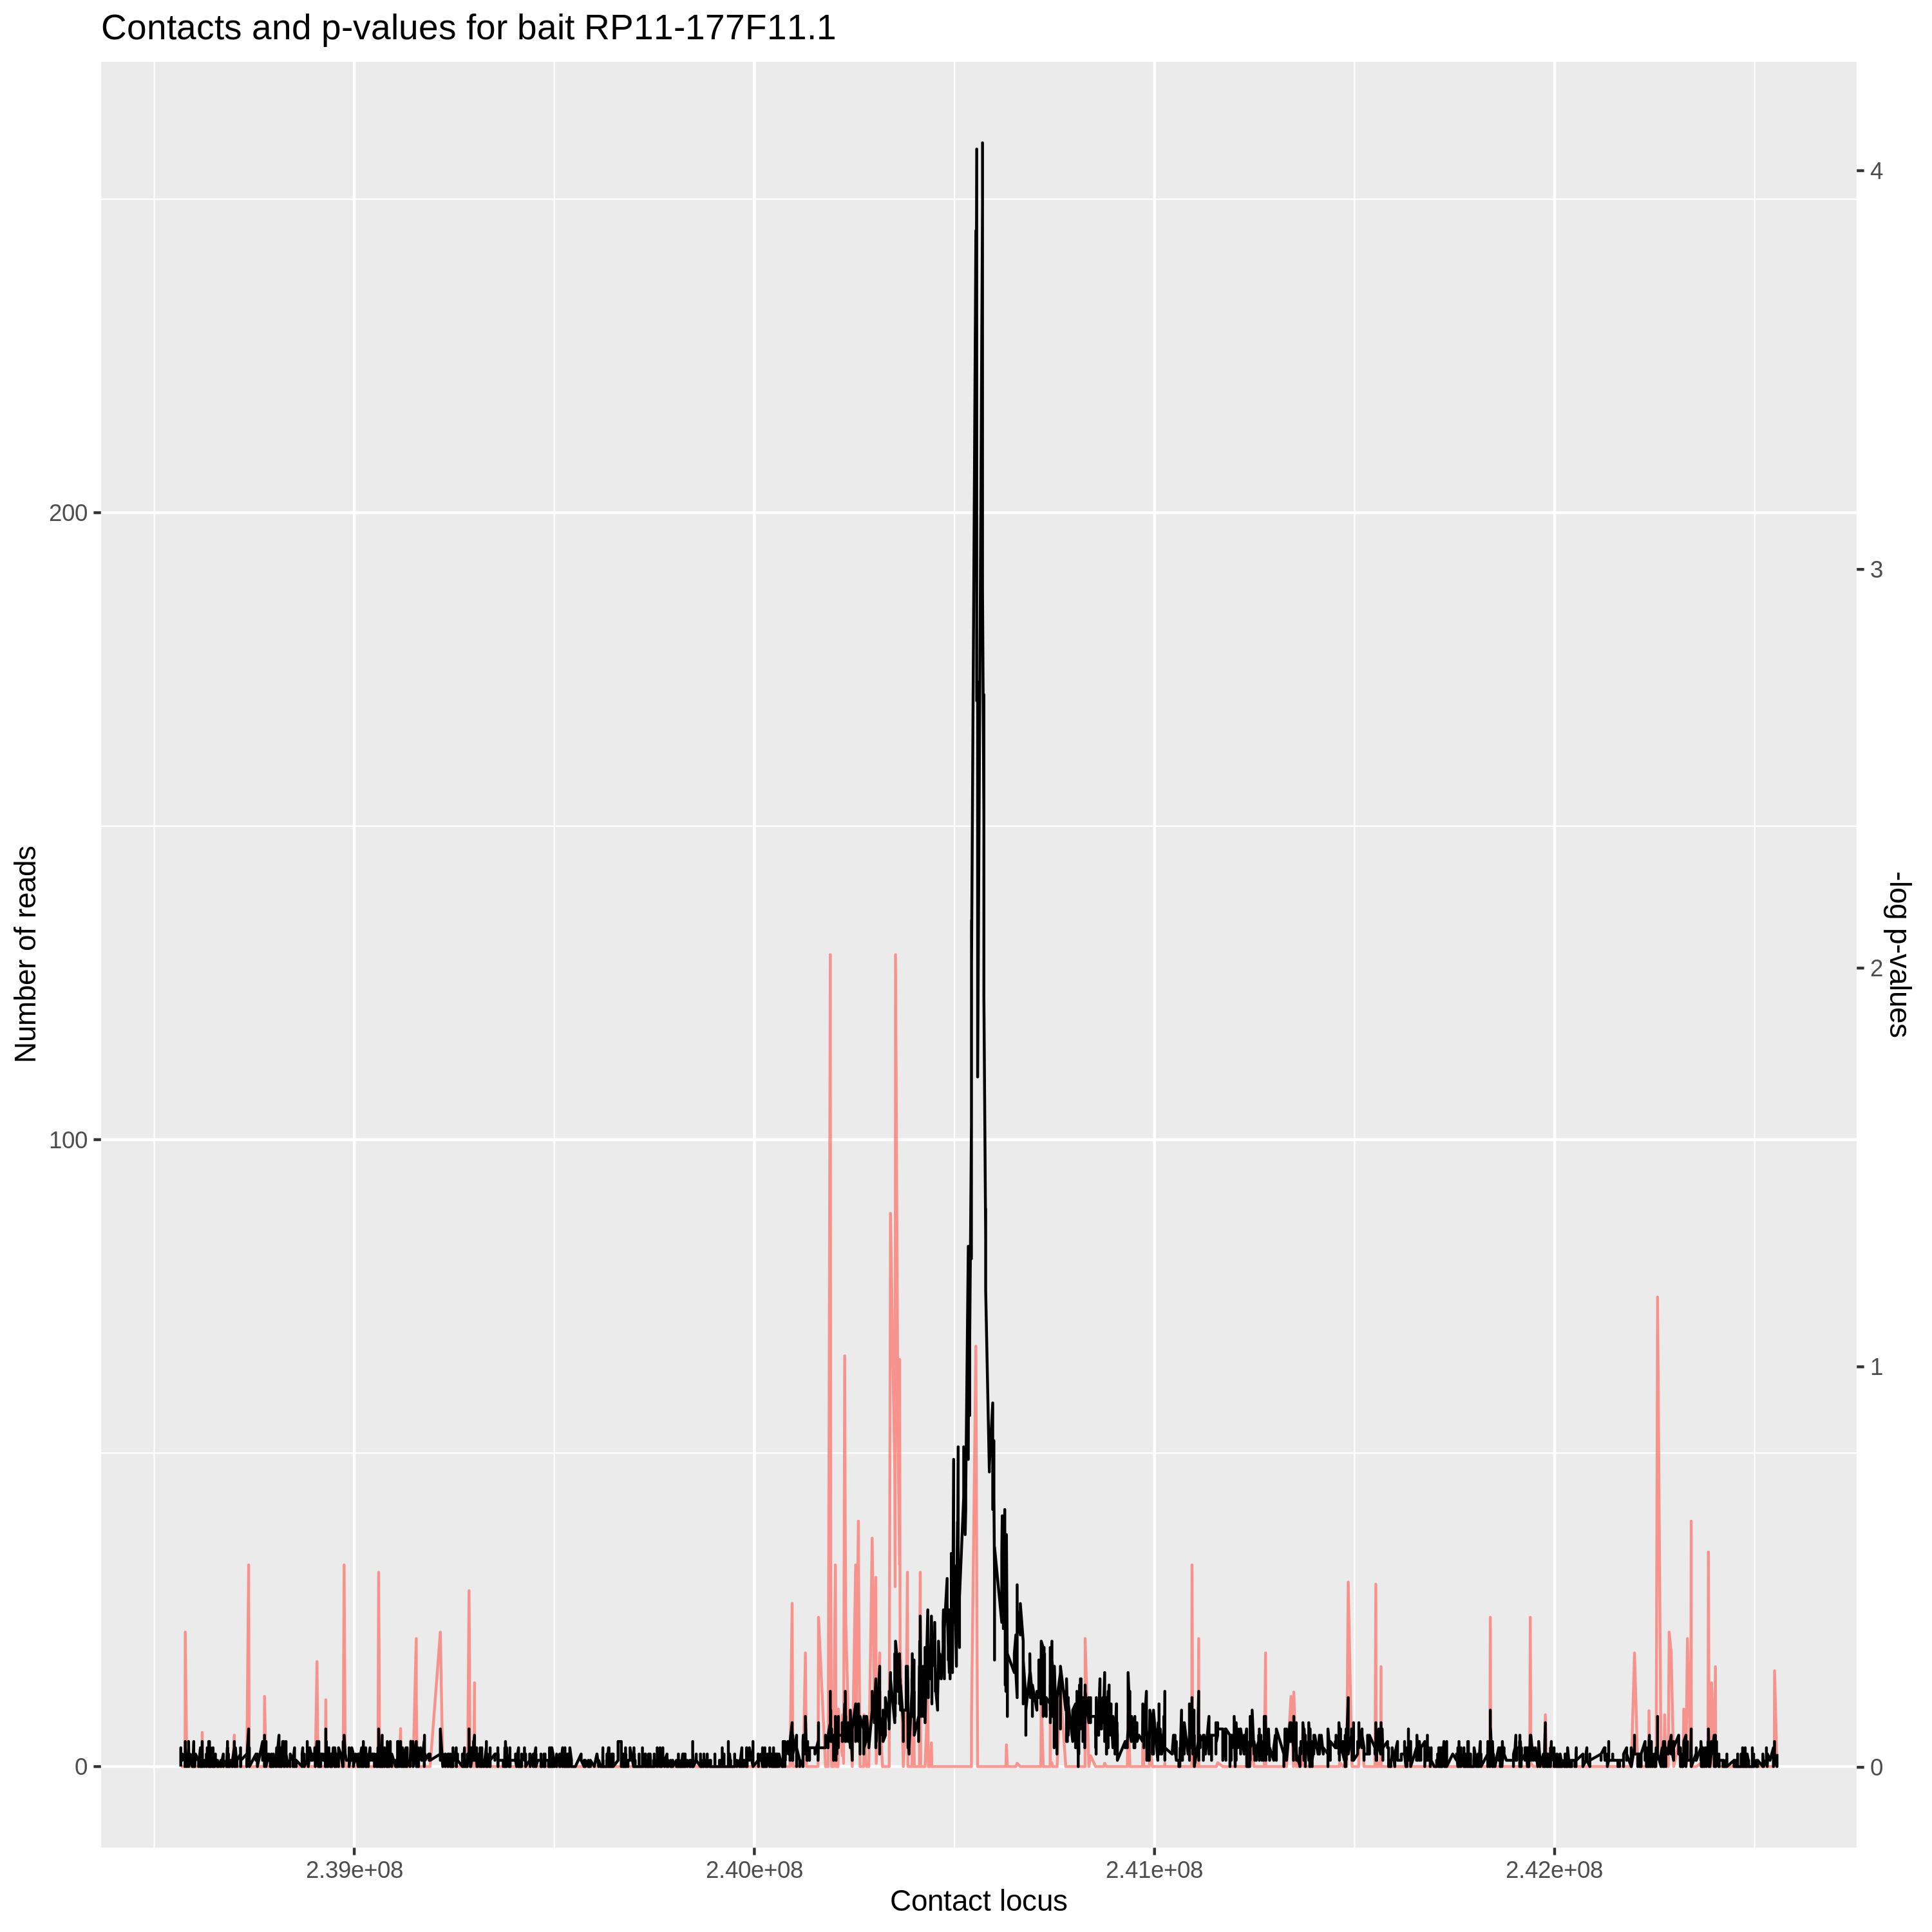 Contacts and p-values for bait RP11-177F11.1
200
100
0
Number of reads
4
3
2
1
0
-log p-values
2.39e+08 2.40e+08 2.41e+08 2.42e+08
Contact locus